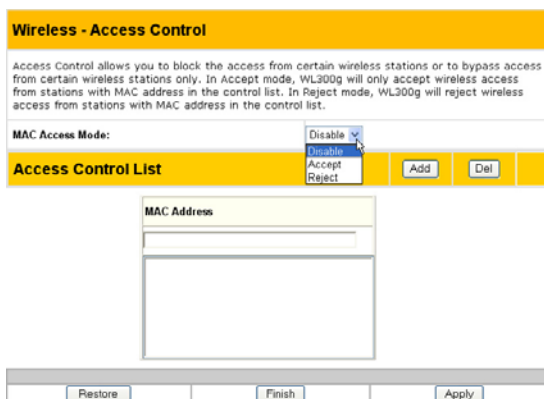 Wireless - Access Control
Access Control allows you to block the access from certain wireless stations or to bypass access
from certain wireless stations only. In Accept mode, WL300g will only accept wireless access
from stations with MAC address in the control list. In Reject mode, WL300g will reject wireless
access from stations with MAC address in the control list.
MAC Access Mode: Disable
Disable
Accept
Reject
Access Control List Add Del
MAC Address
Restore Finish Apply